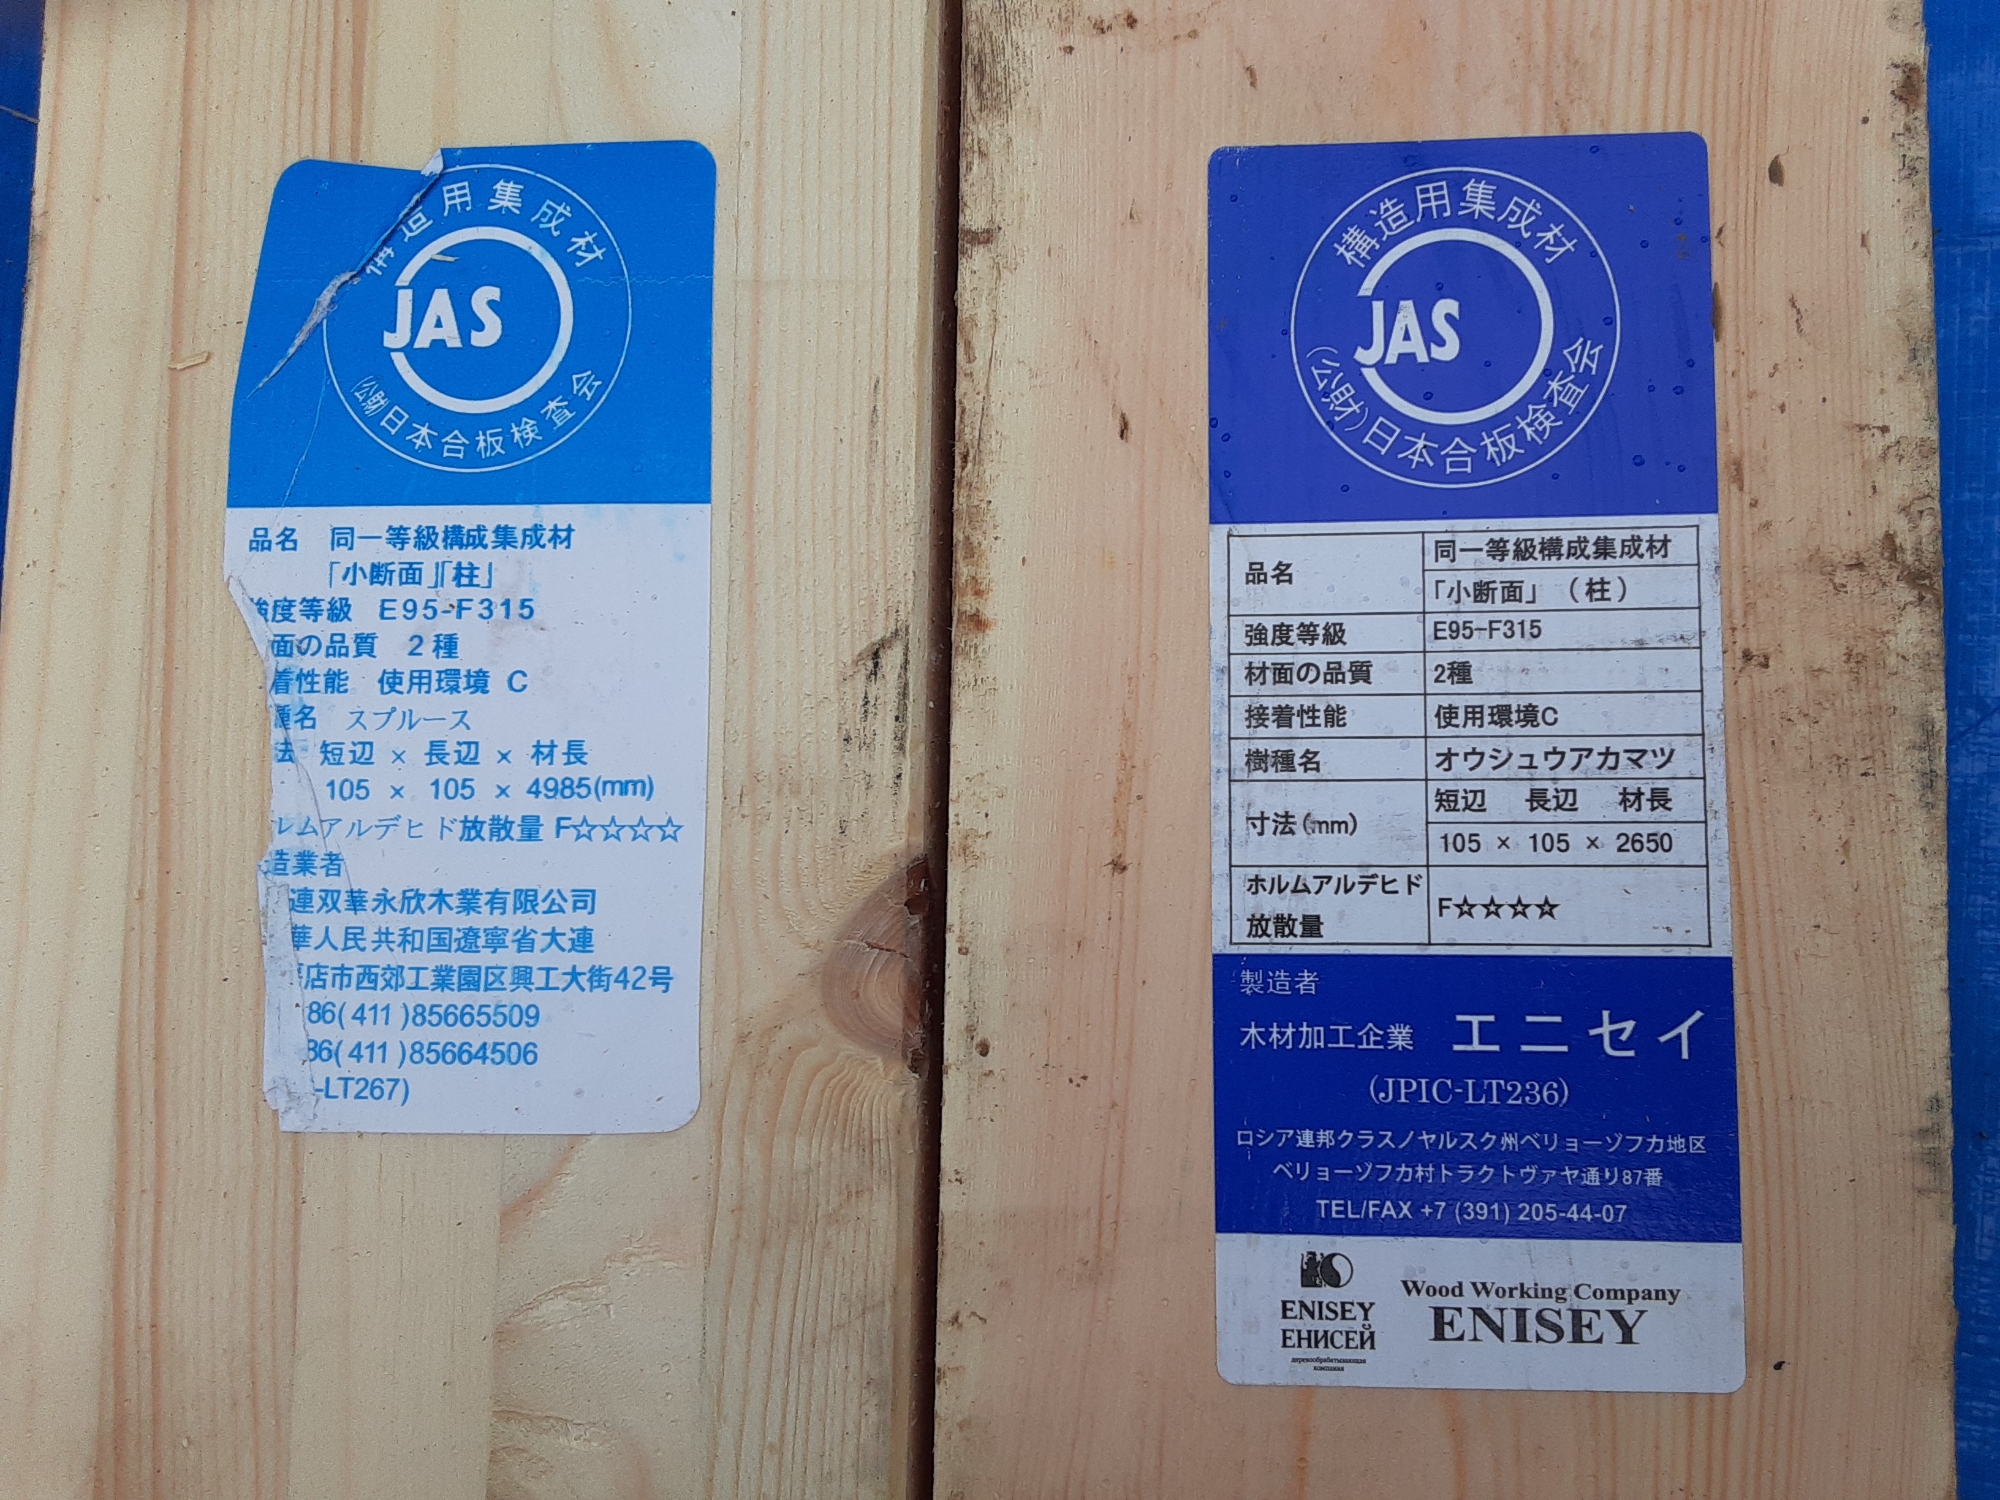 構造用集成材
JAS
(公財)日本合板検査会
品名 同一等級構成集成材
「小断面」「柱」
強度等級 E95-F315
面の品質 2種
着性能 使用環境 C
種名 スプルース
法 短辺 × 長辺 × 材長
105 × 105 × 4985(mm)
ルムアルデヒド放散量 F☆☆☆☆
造業者
連双華永欣木業有限公司
華人民共和国遼寧省大連
店市西郊工業園区興工大街42号
86(411)85665509
86(411)85664506
-LT267)
構造用集成材
JAS
(公財)日本合板検査会
品名 同一等級構成集成材
「小断面」(柱)
強度等級 E95-F315
材面の品質 2種
接着性能 使用環境C
樹種名 オウシュウアカマツ
寸法(mm) 短辺 長辺 材長
105 × 105 × 2650
ホルムアルデヒド
放散量 F☆☆☆☆
製造者
木材加工企業 エニセイ
(JPIC-LT236)
ロシア連邦クラスノヤルスク州ベリョーゾフカ地区
ベリョーゾフカ村トラクトヴァヤ通り87番
TEL/FAX +7 (391) 205-44-07
ENISEY
ЕНИСЕЙ
деревообрабатывающая
компания
Wood Working Company
ENISEY